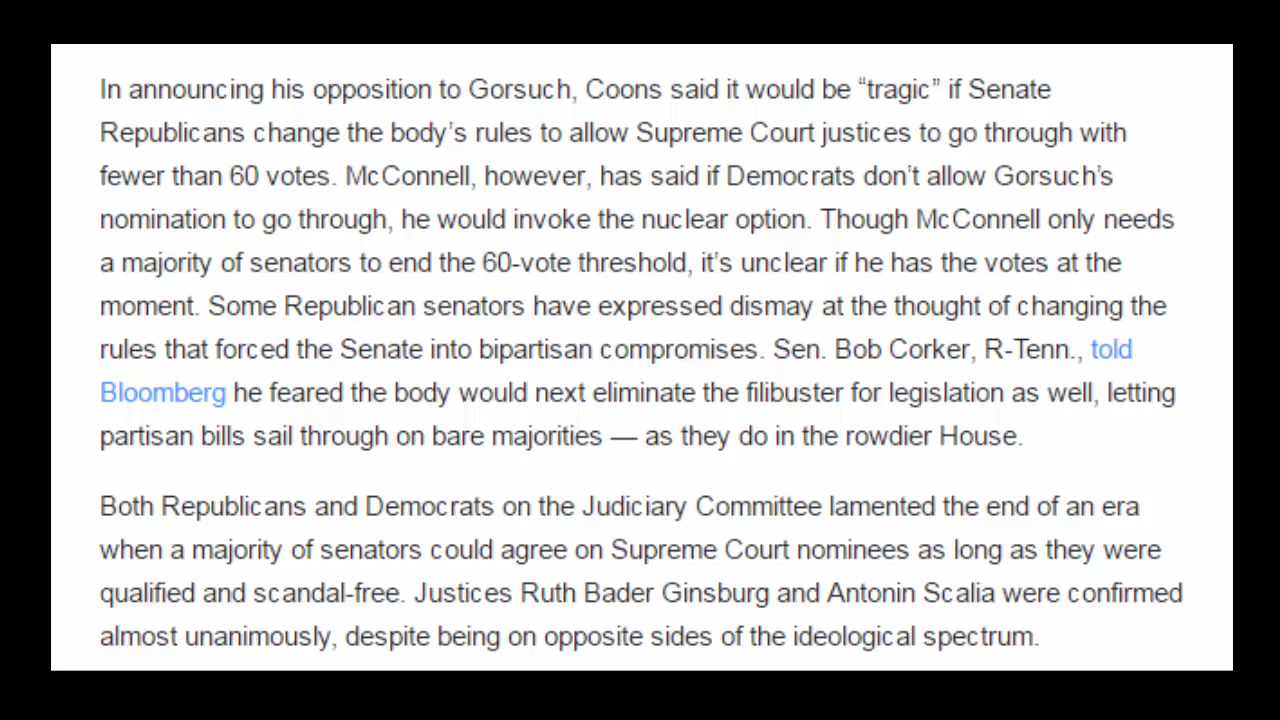 In announcing his opposition to Gorsuch, Coons said it would be “tragic” if Senate
Republicans change the body’s rules to allow Supreme Court justices to go through with
fewer than 60 votes. McConnell, however, has said if Democrats don’t allow Gorsuch’s
nomination to go through, he would invoke the nuclear option. Though McConnell only needs
a majority of senators to end the 60-vote threshold, it’s unclear if he has the votes at the
moment. Some Republican senators have expressed dismay at the thought of changing the
rules that forced the Senate into bipartisan compromises. Sen. Bob Corker, R-Tenn., told
Bloomberg he feared the body would next eliminate the filibuster for legislation as well, letting
partisan bills sail through on bare majorities — as they do in the rowdier House.
Both Republicans and Democrats on the Judiciary Committee lamented the end of an era
when a majority of senators could agree on Supreme Court nominees as long as they were
qualified and scandal-free. Justices Ruth Bader Ginsburg and Antonin Scalia were confirmed
almost unanimously, despite being on opposite sides of the ideological spectrum.